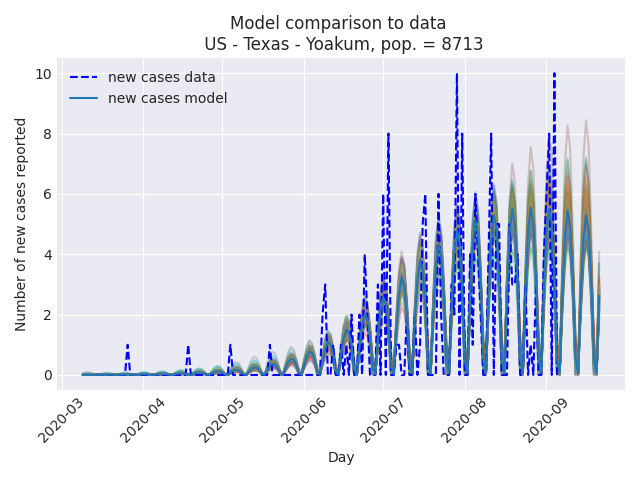 Model comparison to data
US - Texas - Yoakum, pop. = 8713
new cases data
new cases model
Number of new cases reported
10
8
6
4
2
0
2020-03
2020-04
2020-05
2020-06
2020-07
2020-08
2020-09
Day